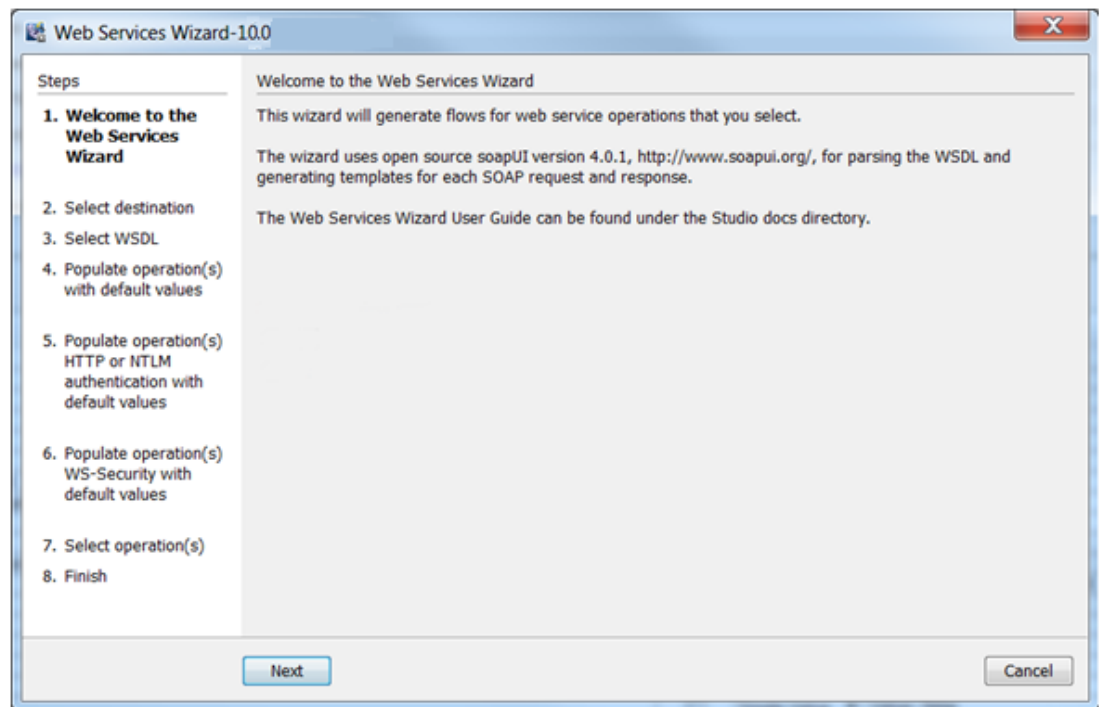 Web Services Wizard-10.0
Steps
1. Welcome to the
Web Services
Wizard
2. Select destination
3. Select WSDL
4. Populate operation(s)
with default values
5. Populate operation(s)
HTTP or NTLM
authentication with
default values
6. Populate operation(s)
WS-Security with
default values
7. Select operation(s)
8. Finish
Welcome to the Web Services Wizard
This wizard will generate flows for web service operations that you select.
The wizard uses open source soapUI version 4.0.1, http://www.soapui.org/, for parsing the WSDL and
generating templates for each SOAP request and response.
The Web Services Wizard User Guide can be found under the Studio docs directory.
Next
Cancel